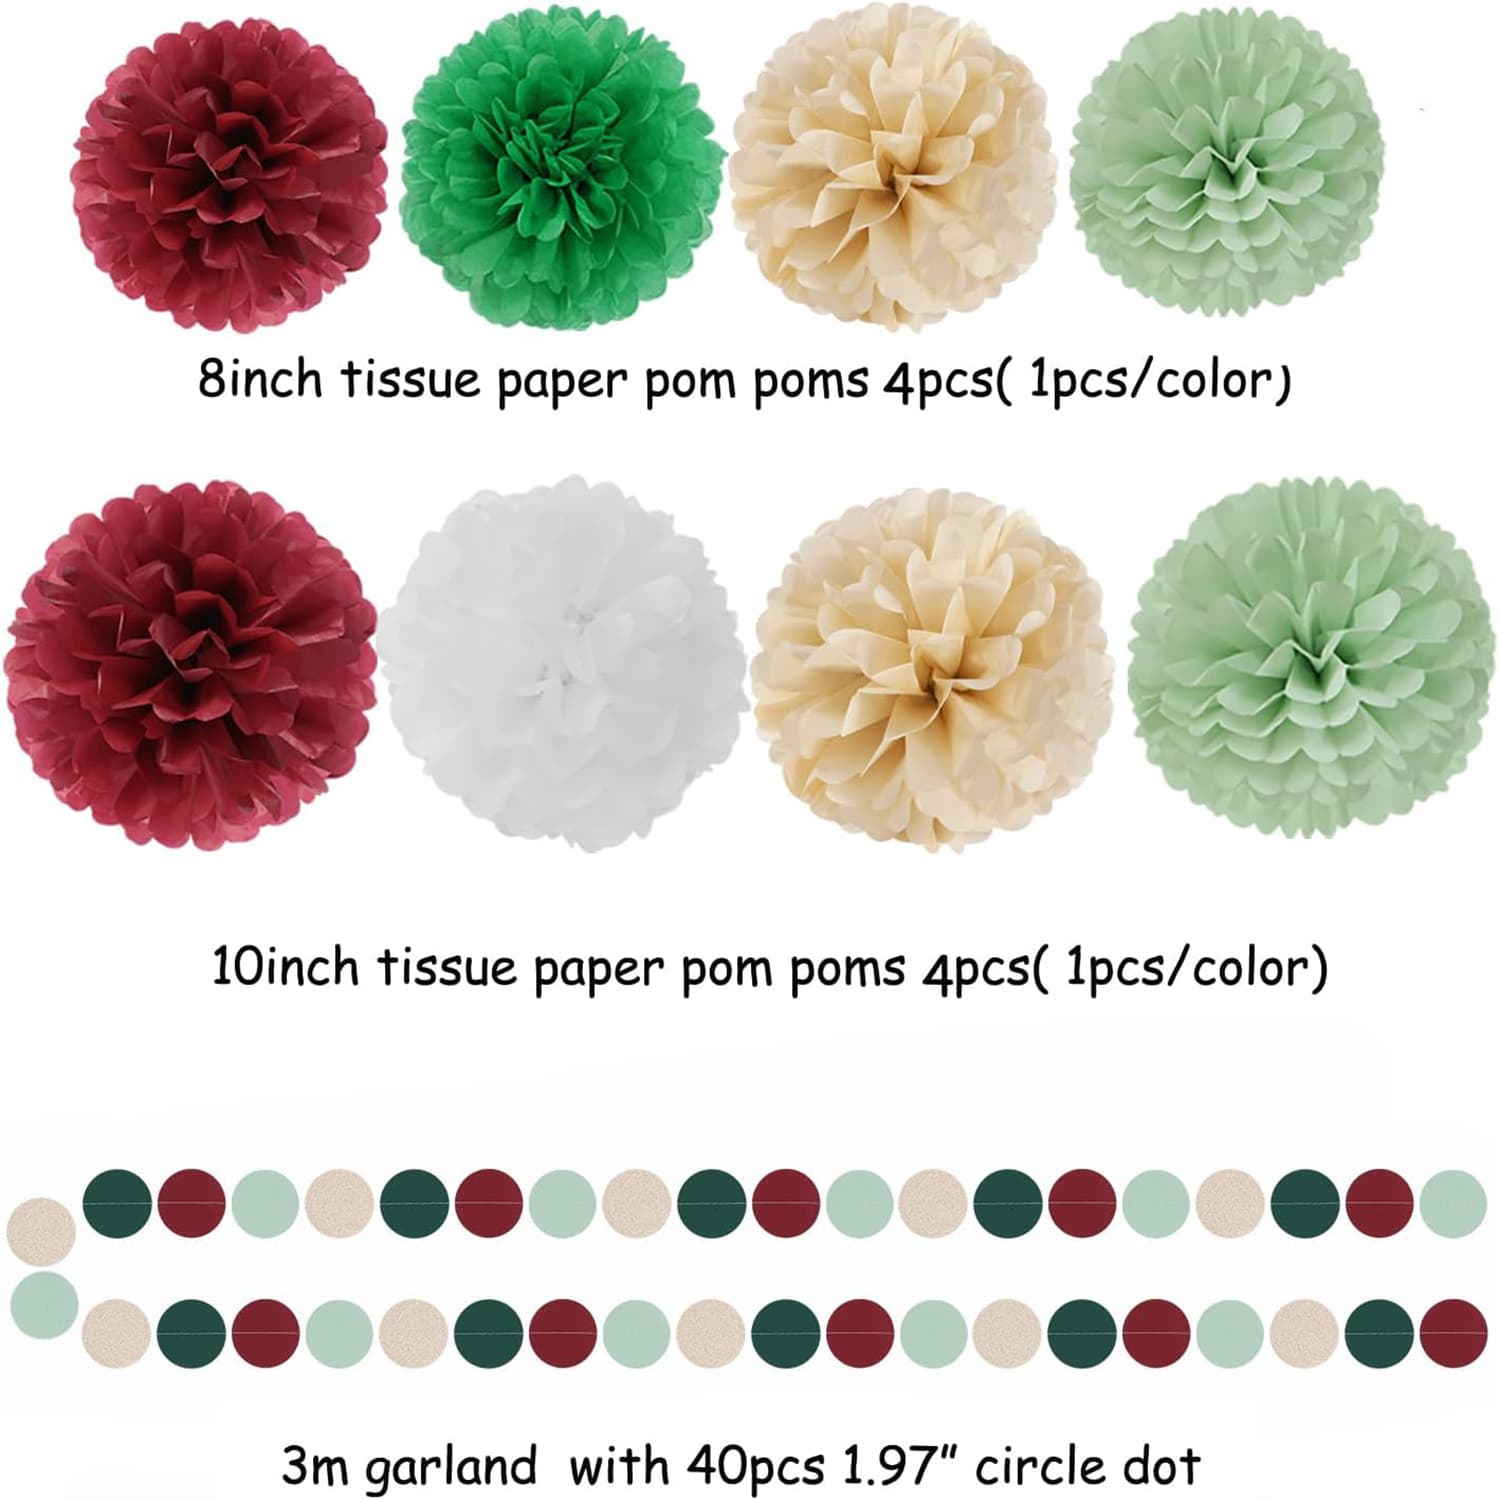 8inch tissue paper pom poms 4pcs( 1pcs/color)
10inch tissue paper pom poms 4pcs( 1pcs/color)
3m garland with 40pcs 1.97" circle dot